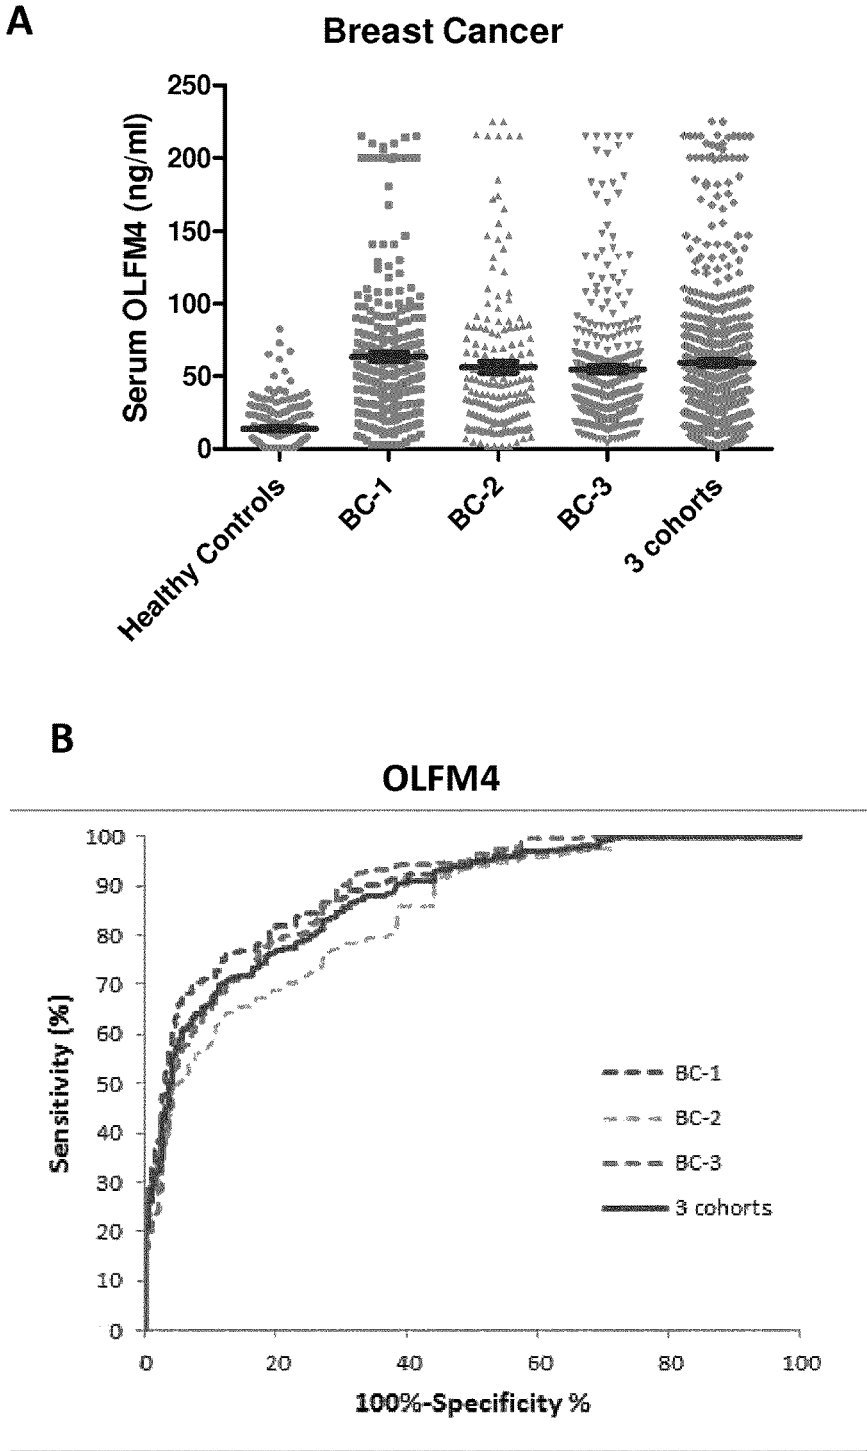 A
Breast Cancer
Serum OLFM4 (ng/ml)
250
200
150
100
50
0
Healthy Controls
BC-1
BC-2
BC-3
3 cohorts
B
OLFM4
Sensitivity (%)
100
90
80
70
60
50
40
30
20
10
0
BC-1
BC-2
BC-3
3 cohorts
0 20 40 60 80 100
100%-Specificity %